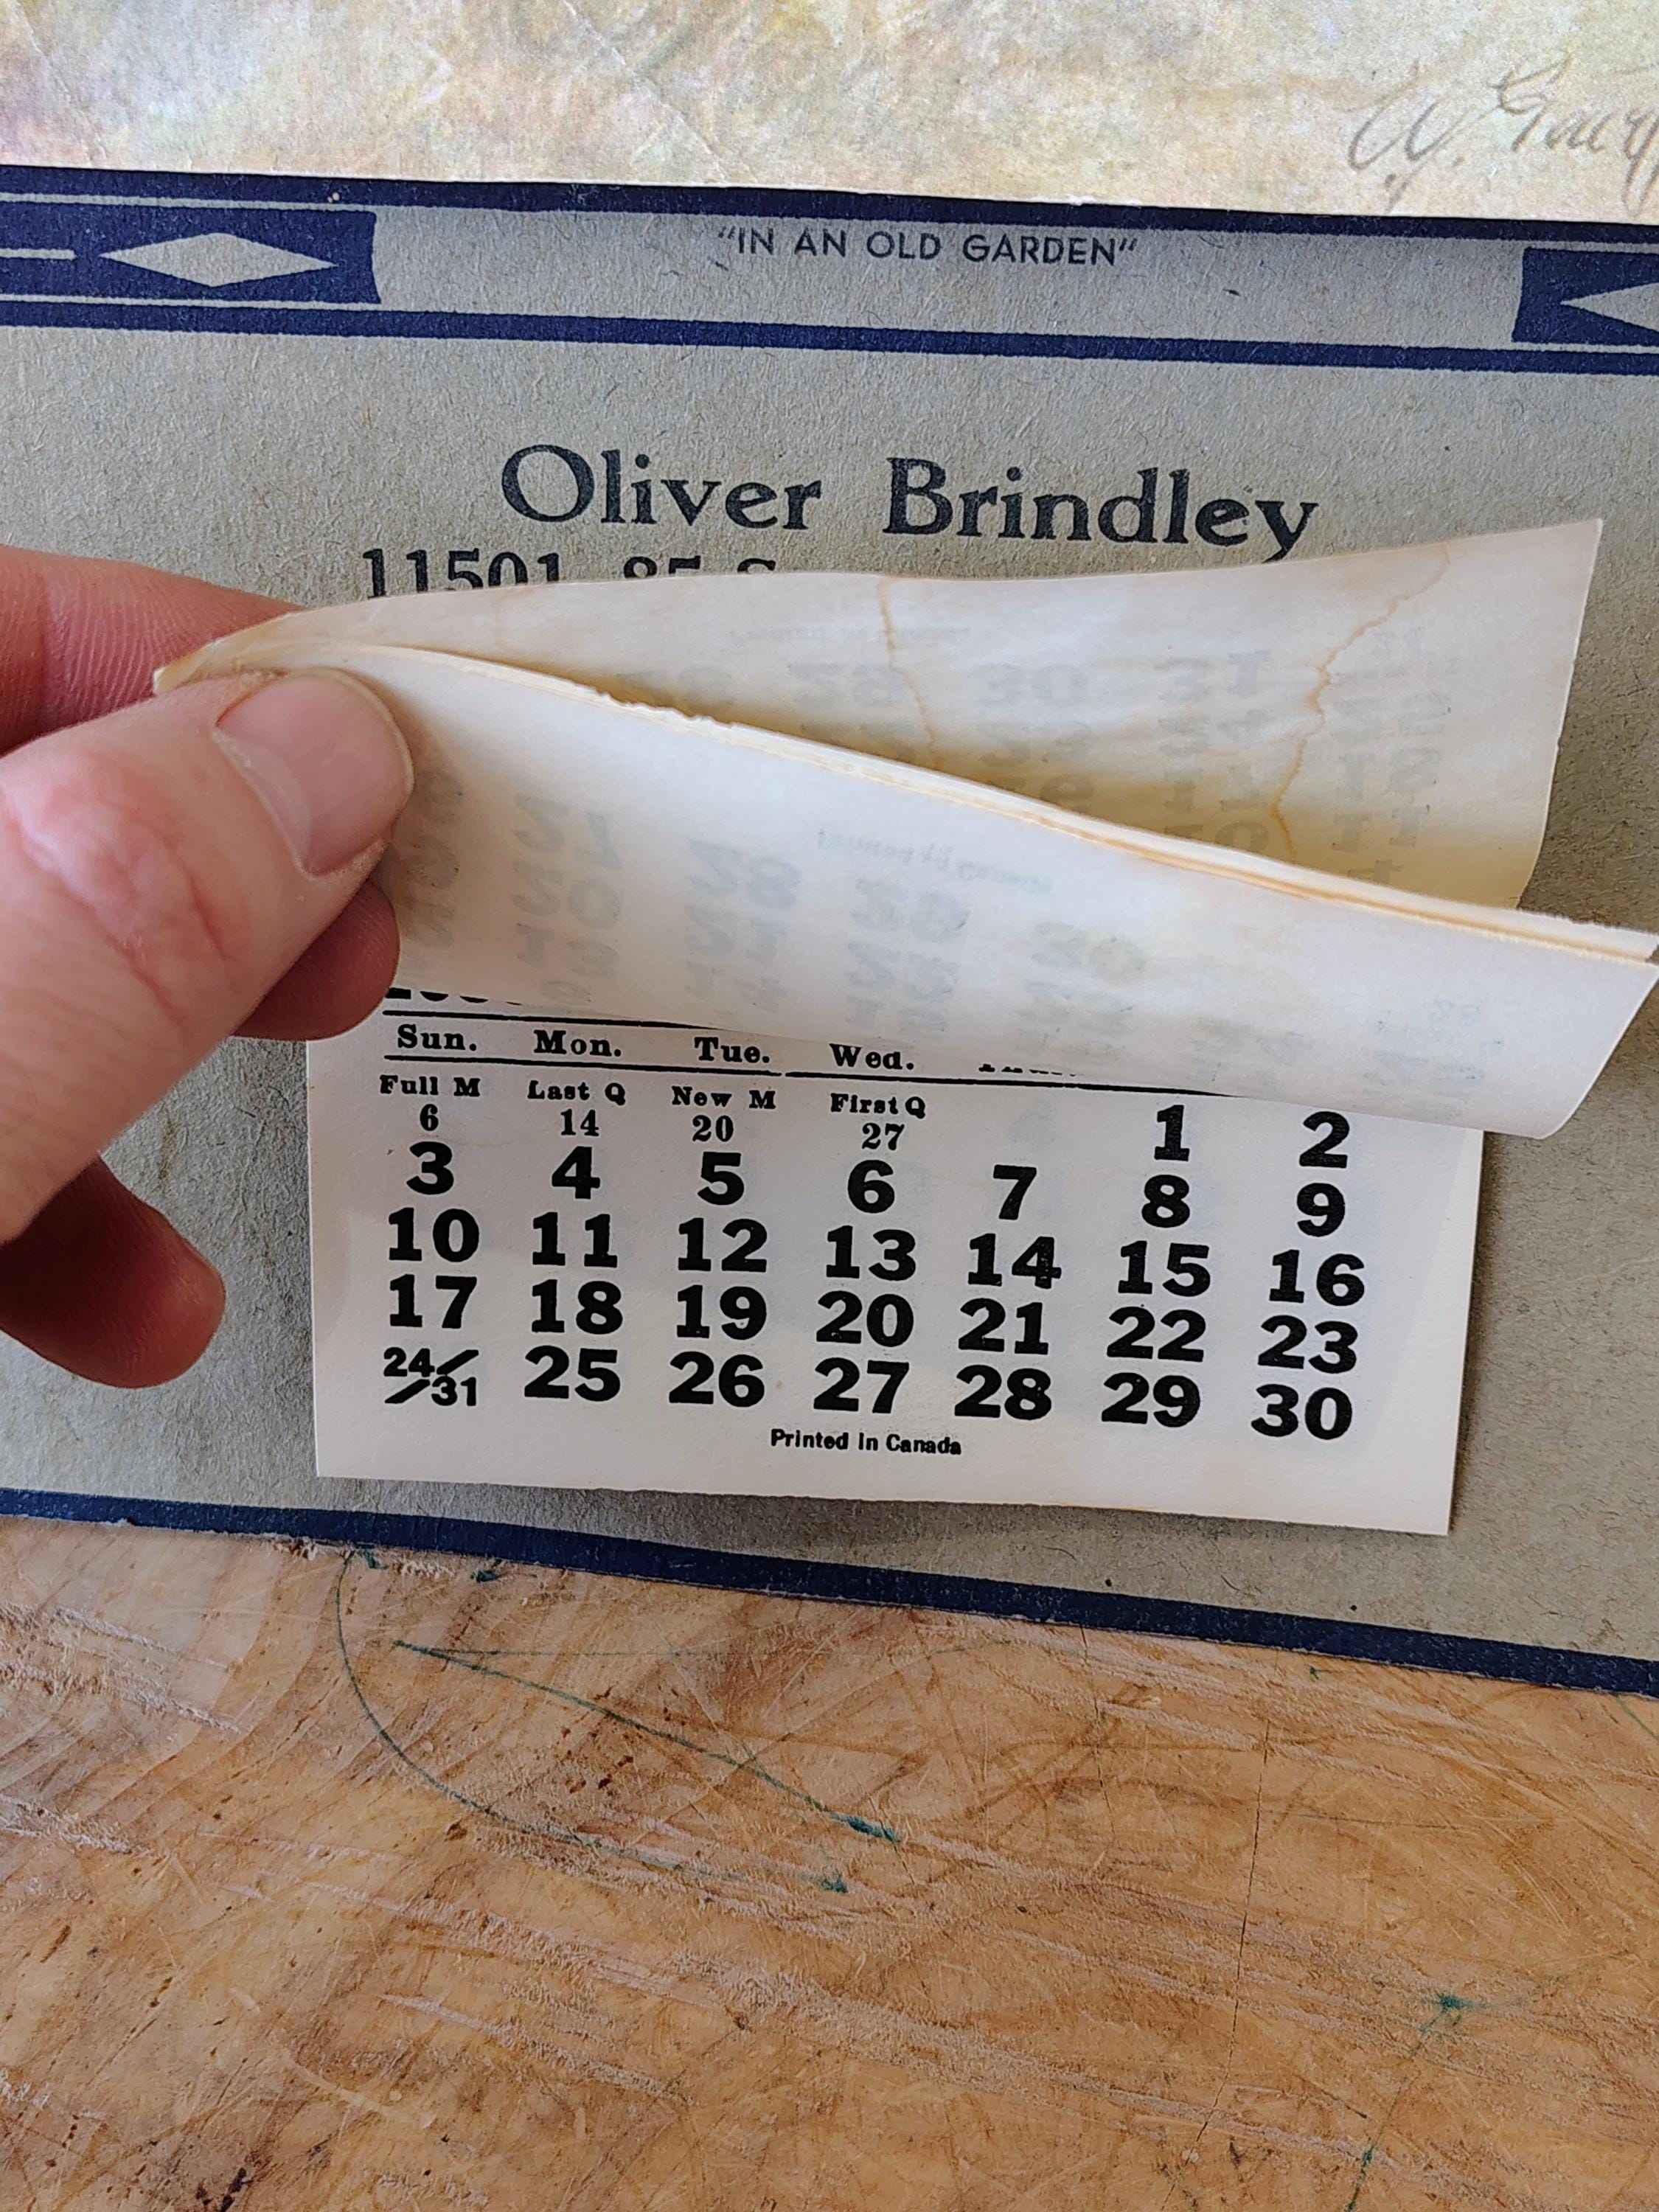 "IN AN OLD GARDEN"
Oliver Brindley
11501 85
Sun. Mon. Tue. Wed.
Full M Last Q New M First Q
6 14 20 27 1 2
3 4 5 6 7 8 9
10 11 12 13 14 15 16
17 18 19 20 21 22 23
24/31 25 26 27 28 29 30
Printed in Canada